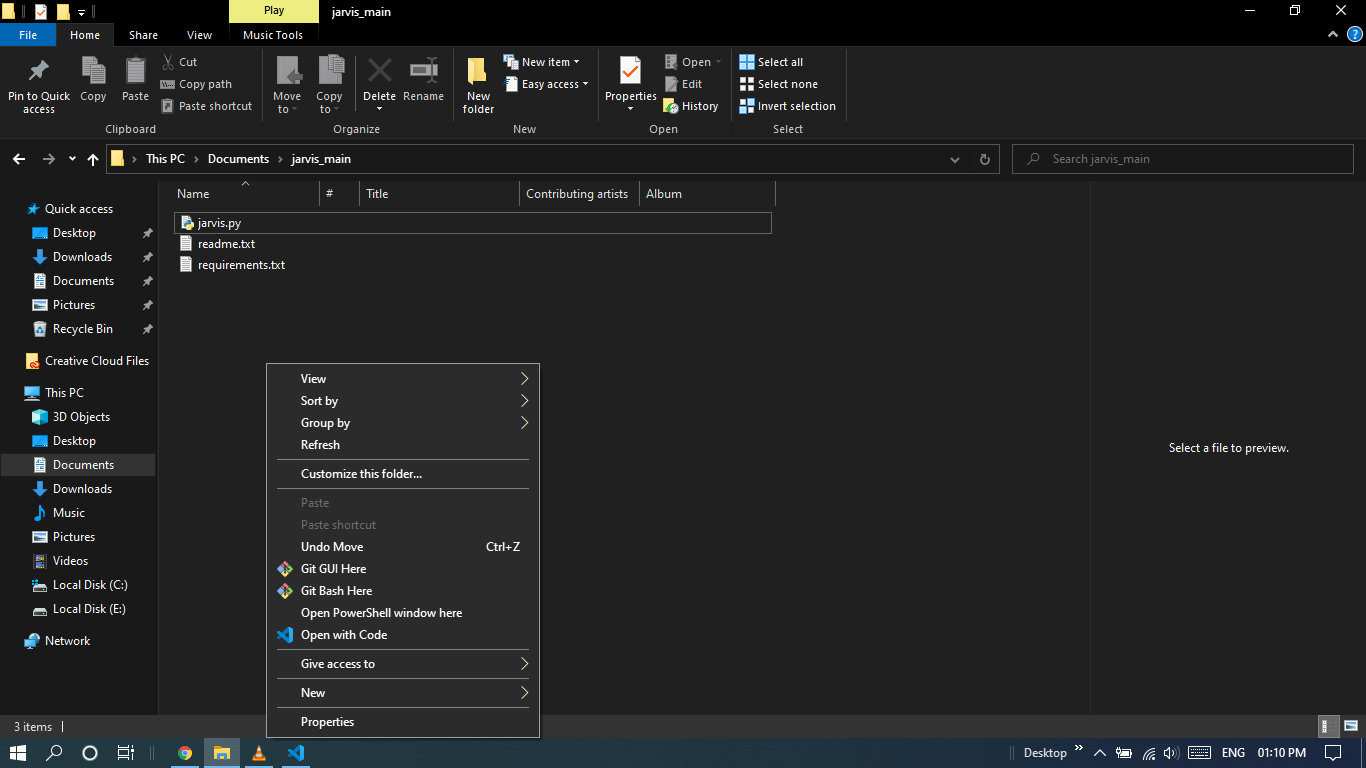 Play
jarvis_main
File
Home
Share
View
Music Tools
Pin to Quick access
Copy
Paste
Cut
Copy path
Paste shortcut
Clipboard
Move to
Copy to
Delete
Rename
Organize
New folder
New item
Easy access
New
Properties
Open
Edit
History
Open
Select all
Select none
Invert selection
Select
This PC > Documents > jarvis_main
Search jarvis_main
Name
#
Title
Contributing artists
Album
Quick access
Desktop
Downloads
Documents
Pictures
Recycle Bin
Creative Cloud Files
This PC
3D Objects
Desktop
Documents
Downloads
Music
Pictures
Videos
Local Disk (C:)
Local Disk (E:)
Network
jarvis.py
readme.txt
requirements.txt
View
Sort by
Group by
Refresh
Customize this folder...
Paste
Paste shortcut
Undo Move Ctrl+Z
Git GUI Here
Git Bash Here
Open PowerShell window here
Open with Code
Give access to
New
Properties
Select a file to preview.
3 items
Desktop
ENG
01:10 PM